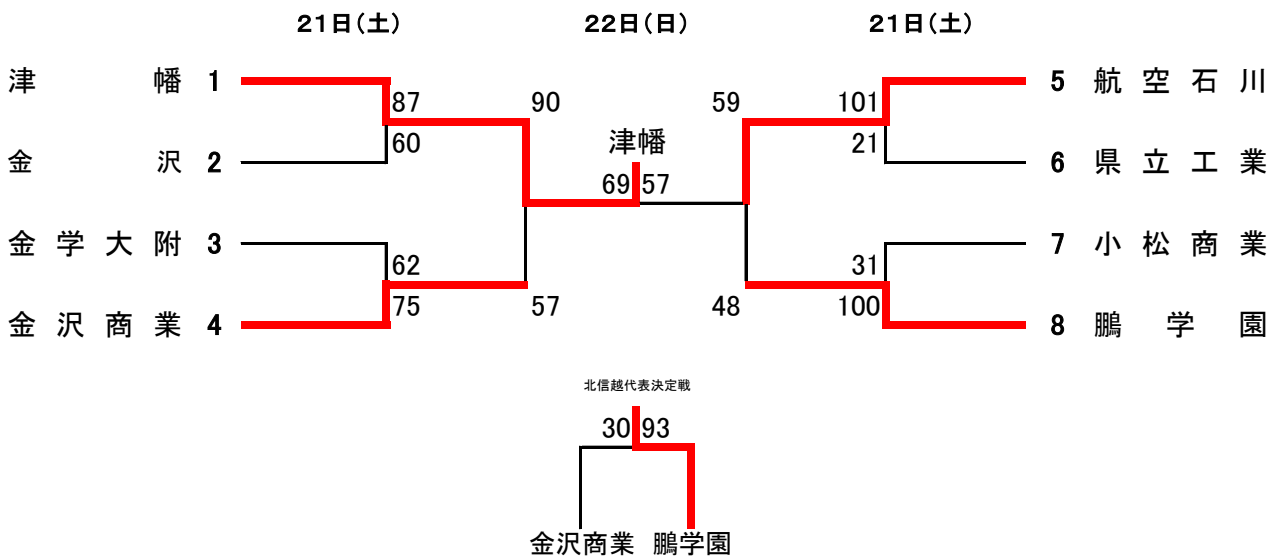 21日(土) 22日(日) 21日(土)
津幡 1 5 航空石川
87 90 59 101
60 津幡 21
金沢 2 6 県立工業
69 57
金学大附 3 7 小松商業
62 31
75 57 48 100
金沢商業 4 8 鵬学園
北信越代表決定戦
30 93
金沢商業 鵬学園